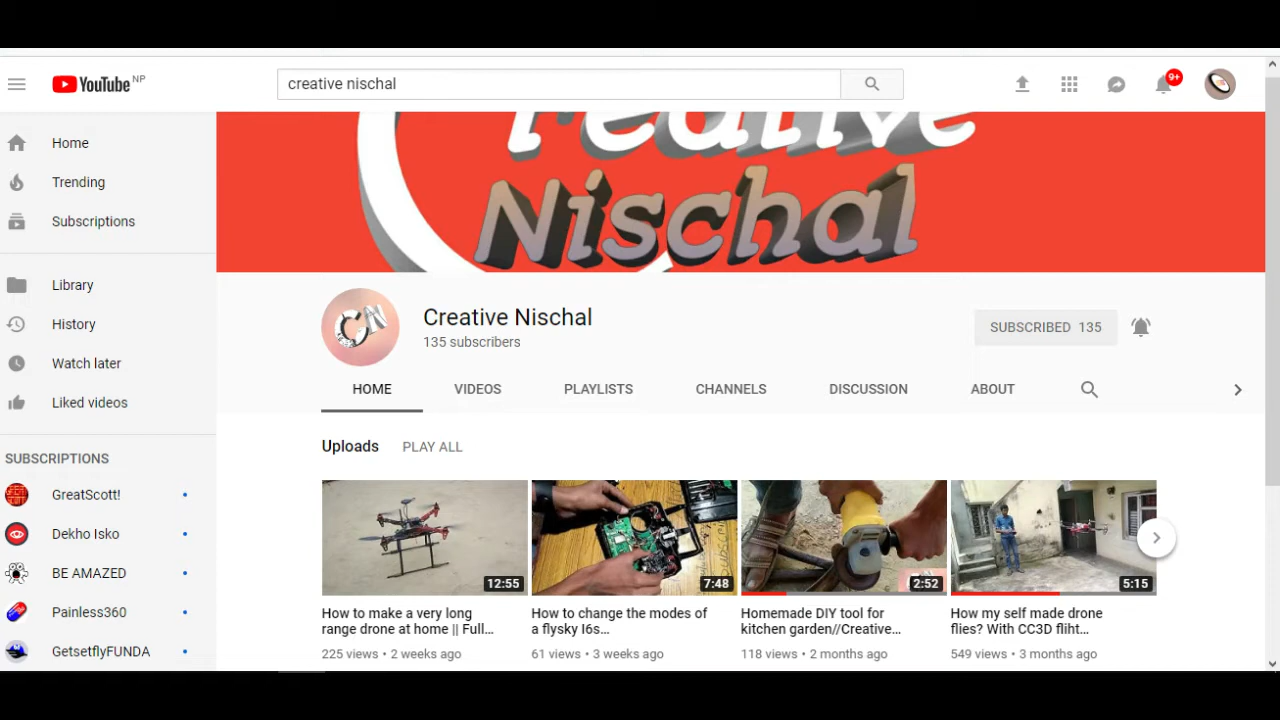 YouTube NP
creative nischal
9+
Home
Trending
Subscriptions
Library
History
Watch later
Liked videos
SUBSCRIPTIONS
GreatScott!
Dekho Isko
BE AMAZED
Painless360
GetsetflyFUNDA
Creative
Nischal
CN
Creative Nischal
135 subscribers
SUBSCRIBED 135
HOME VIDEOS PLAYLISTS CHANNELS DISCUSSION ABOUT
Uploads PLAY ALL
12:55
How to make a very long
range drone at home || Full...
225 views • 2 weeks ago
7:48
How to change the modes of
a flysky I6s...
61 views • 3 weeks ago
2:52
Homemade DIY tool for
kitchen garden//Creative...
118 views • 2 months ago
5:15
How my self made drone
flies? With CC3D fliht...
549 views • 3 months ago